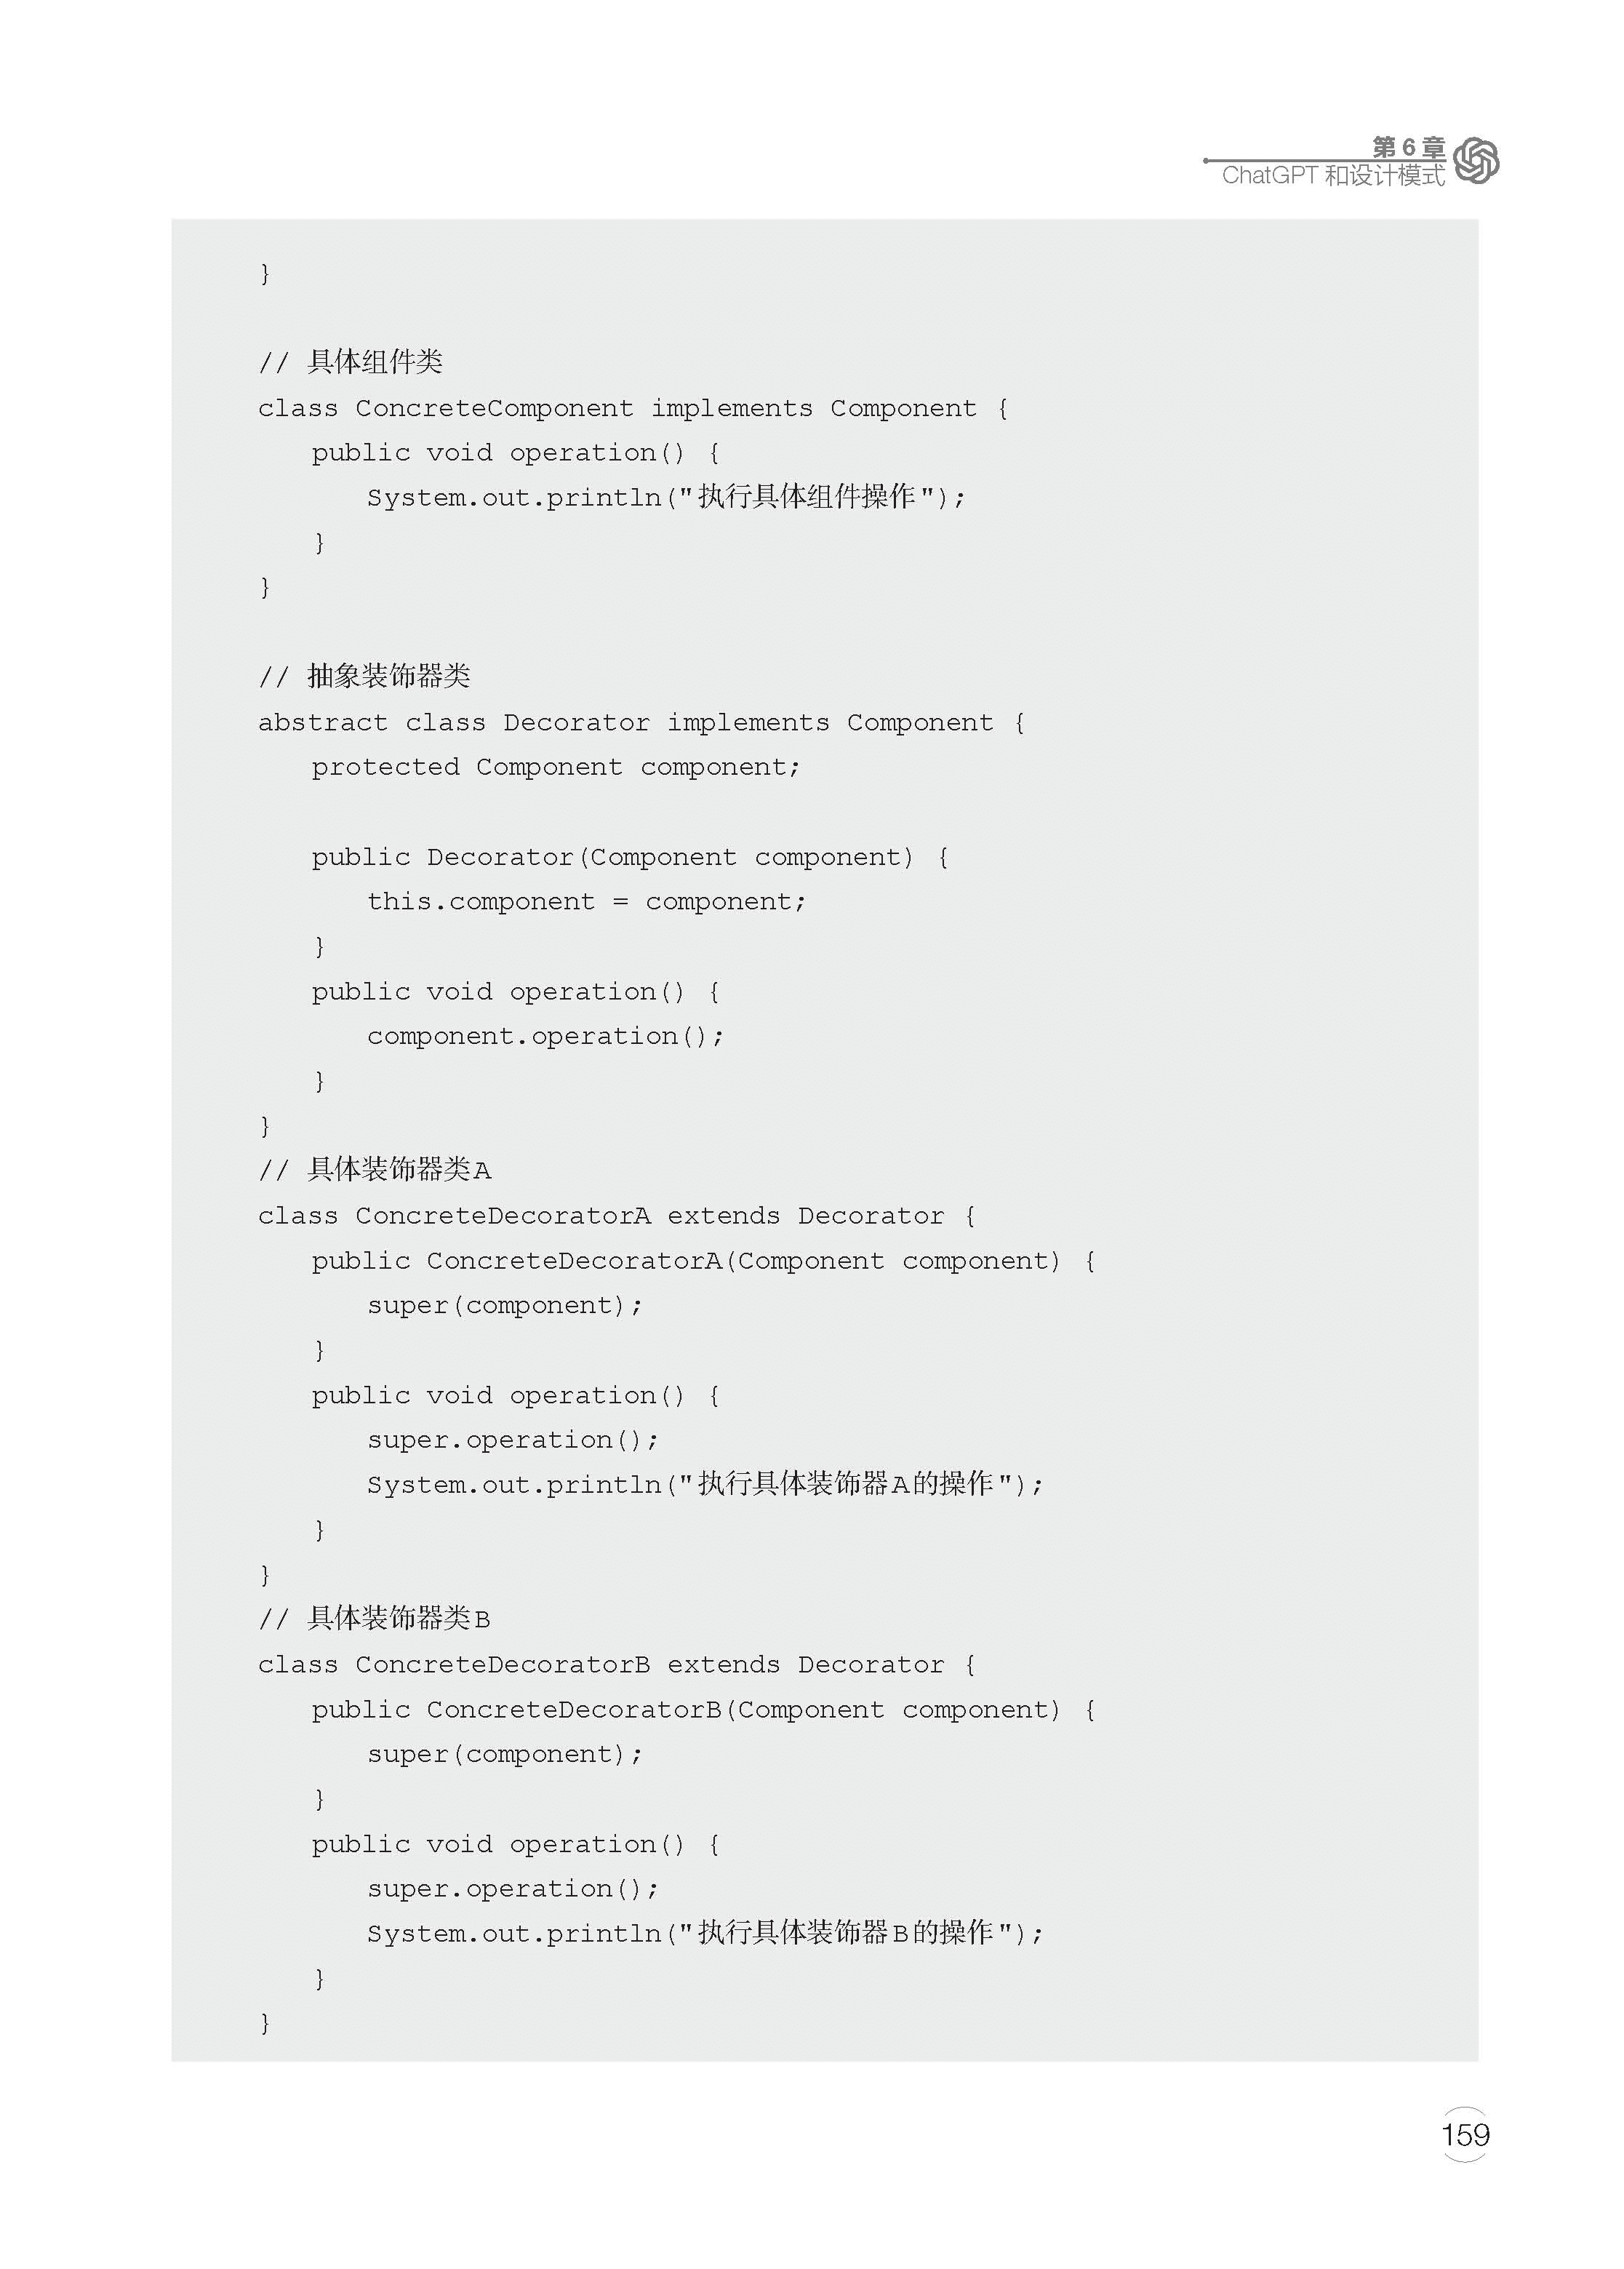 第 6 章
ChatGPT 和设计模式
}
// 具体组件类
class ConcreteComponent implements Component {
public void operation() {
System.out.println("执行具体组件操作");
}
}
// 抽象装饰器类
abstract class Decorator implements Component {
protected Component component;
public Decorator(Component component) {
this.component = component;
}
public void operation() {
component.operation();
}
}
// 具体装饰器类A
class ConcreteDecoratorA extends Decorator {
public ConcreteDecoratorA(Component component) {
super(component);
}
public void operation() {
super.operation();
System.out.println("执行具体装饰器A的操作");
}
}
// 具体装饰器类B
class ConcreteDecoratorB extends Decorator {
public ConcreteDecoratorB(Component component) {
super(component);
}
public void operation() {
super.operation();
System.out.println("执行具体装饰器B的操作");
}
}
159